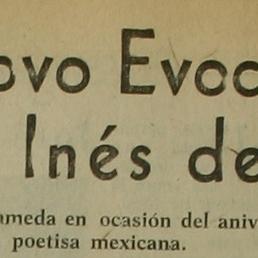 ovo Evoc
Inés de
ameda en ocasión del aniv
poetisa mexicana.